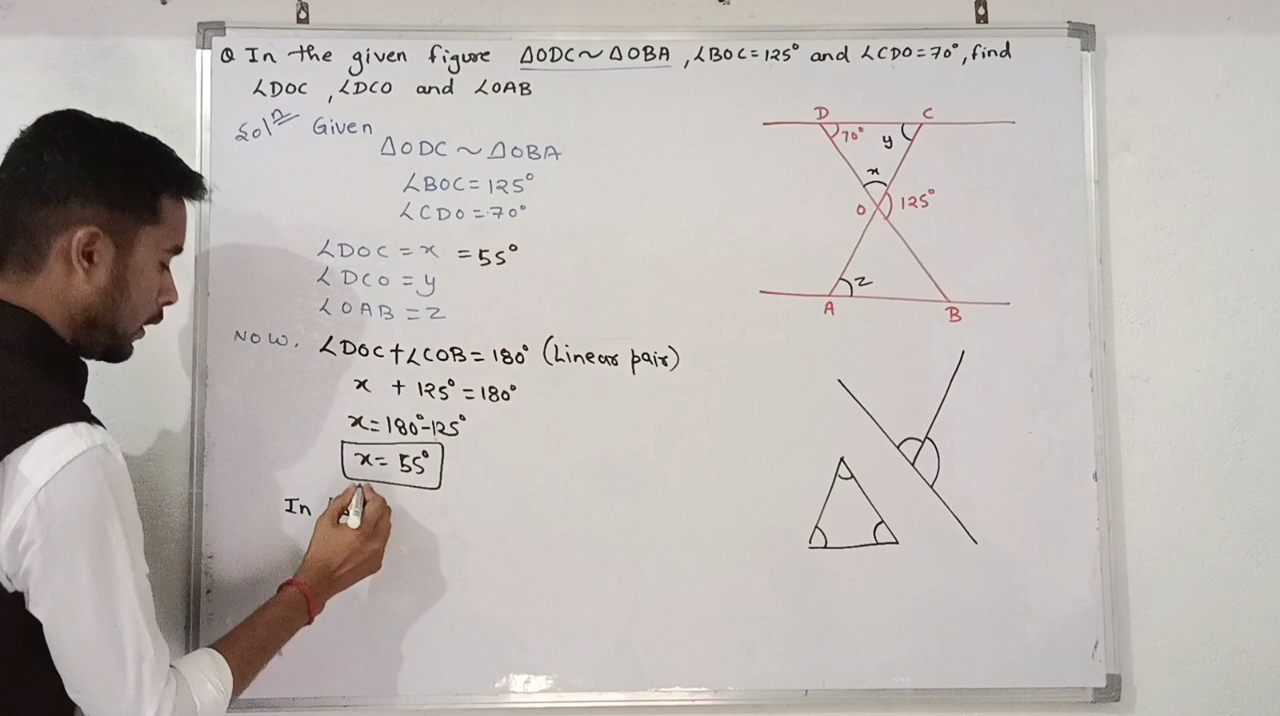 Q In the given figure ΔODC ~ ΔOBA, ∠BOC = 125° and ∠CDO = 70°, find
∠DOC, ∠DCO and ∠OAB
Solⁿ Given
ΔODC ~ ΔOBA
∠BOC = 125°
∠CDO = 70°
∠DOC = x = 55°
∠DCO = y
∠OAB = z
Now, ∠DOC + ∠COB = 180° (Linear pair)
x + 125° = 180°
x = 180° - 125°
x = 55°
In
D C
70° y
x
O 125°
z
A B